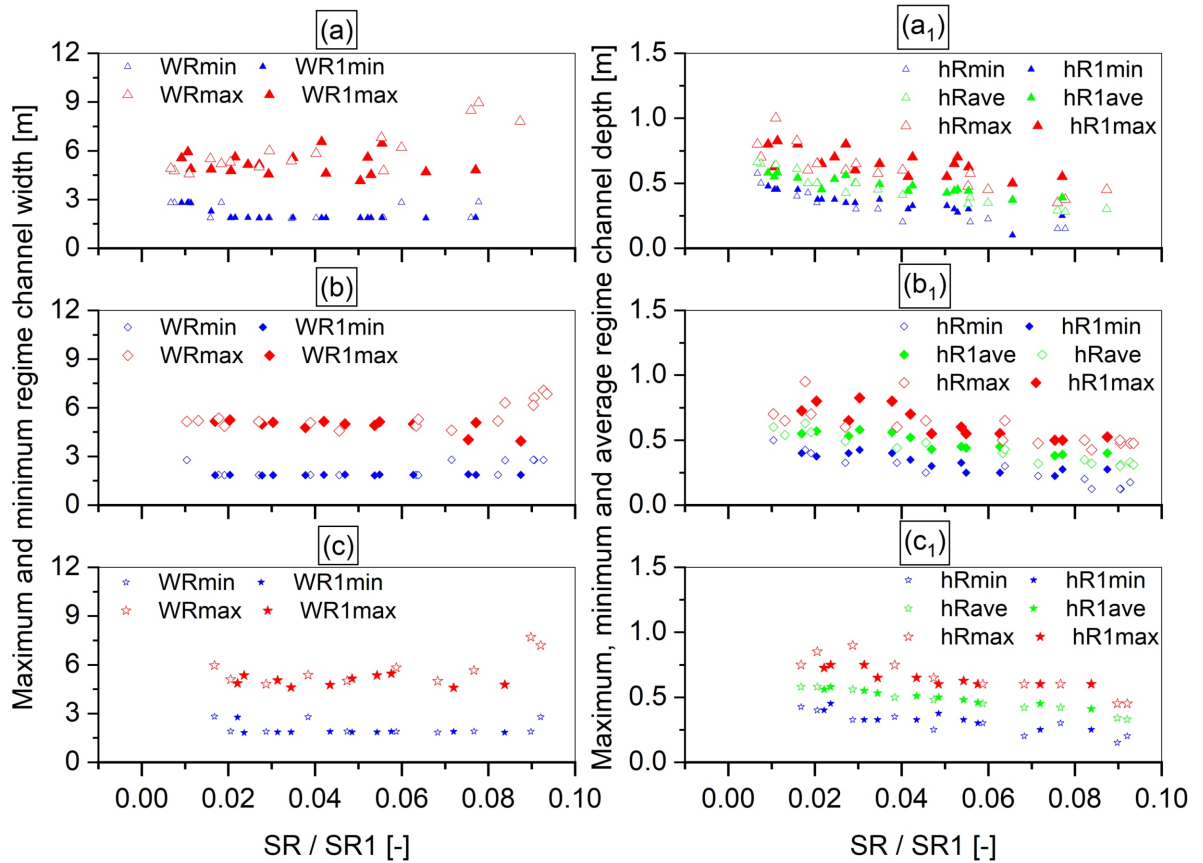 (a)
12
9
6
3
0
WRmin WR1min
WRmax WR1max
(b)
12
9
6
3
0
WRmin WR1min
WRmax WR1max
(c)
12
9
6
3
0
WRmin WR1min
WRmax WR1max
0.00 0.02 0.04 0.06 0.08 0.10
SR / SR1 [-]
Maximum and minimum regime channel width [m]
(a1)
1.5
1.0
0.5
0.0
hRmin hR1min
hRave hR1ave
hRmax hR1max
(b1)
1.5
1.0
0.5
0.0
hRmin hR1min
hR1ave hRave
hRmax hR1max
(c1)
1.5
1.0
0.5
0.0
hRmin hR1min
hRave hR1ave
hRmax hR1max
0.00 0.02 0.04 0.06 0.08 0.10
SR / SR1 [-]
Maximum, minimum and average regime channel depth [m]